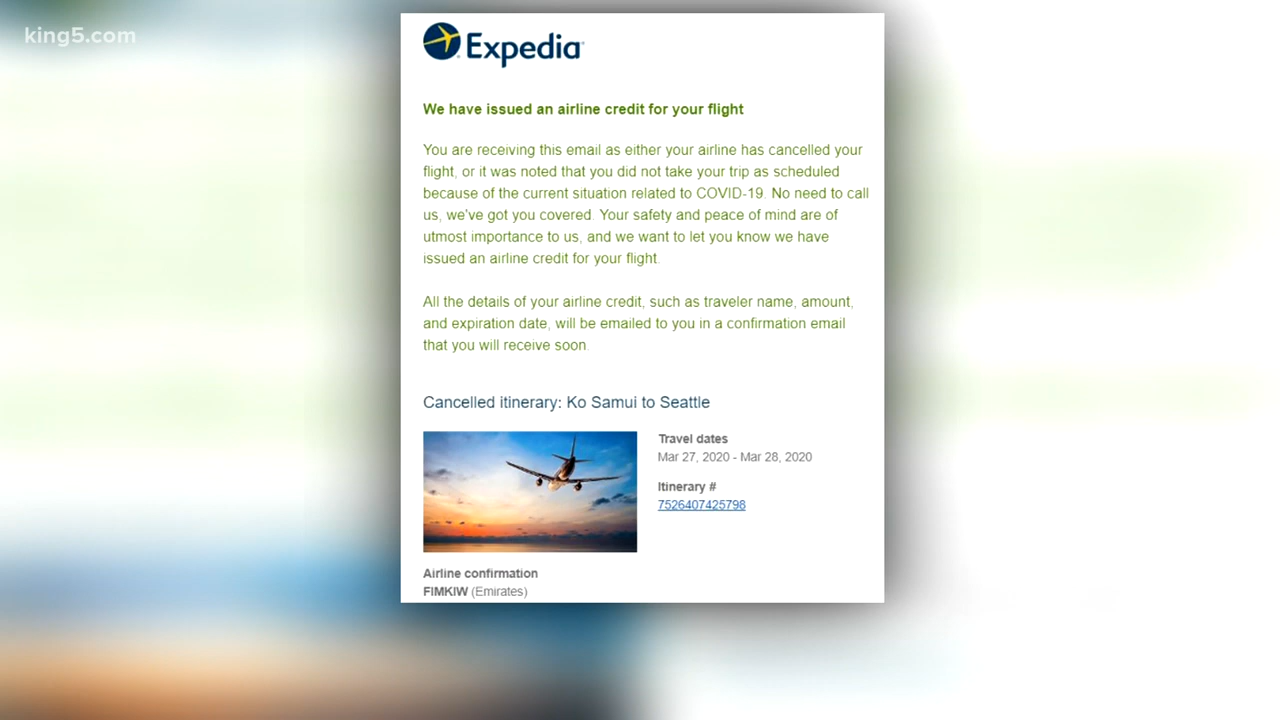 king5.com
Expedia
We have issued an airline credit for your flight
You are receiving this email as either your airline has cancelled your
flight, or it was noted that you did not take your trip as scheduled
because of the current situation related to COVID-19. No need to call
us, we've got you covered. Your safety and peace of mind are of
utmost importance to us, and we want to let you know we have
issued an airline credit for your flight.
All the details of your airline credit, such as traveler name, amount,
and expiration date, will be emailed to you in a confirmation email
that you will receive soon.
Cancelled itinerary: Ko Samui to Seattle
Travel dates
Mar 27, 2020 - Mar 28, 2020
Itinerary #
7526407425798
Airline confirmation
FIMKIW (Emirates)